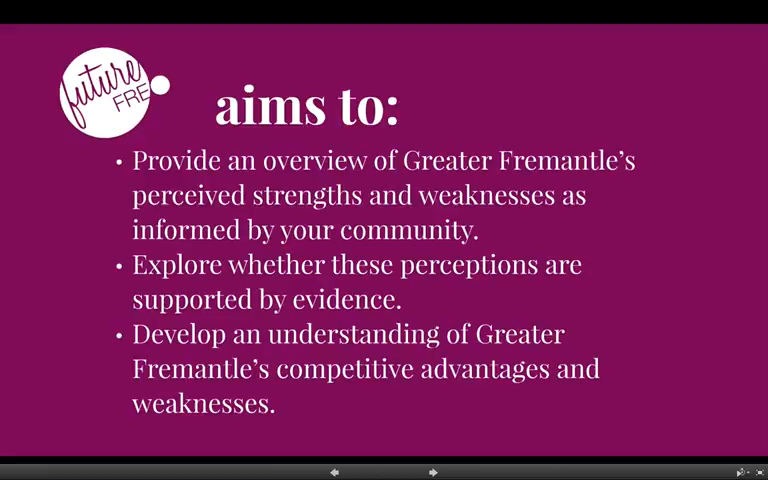 future
FRE
aims to:
• Provide an overview of Greater Fremantle’s
perceived strengths and weaknesses as
informed by your community.
• Explore whether these perceptions are
supported by evidence.
• Develop an understanding of Greater
Fremantle’s competitive advantages and
weaknesses.